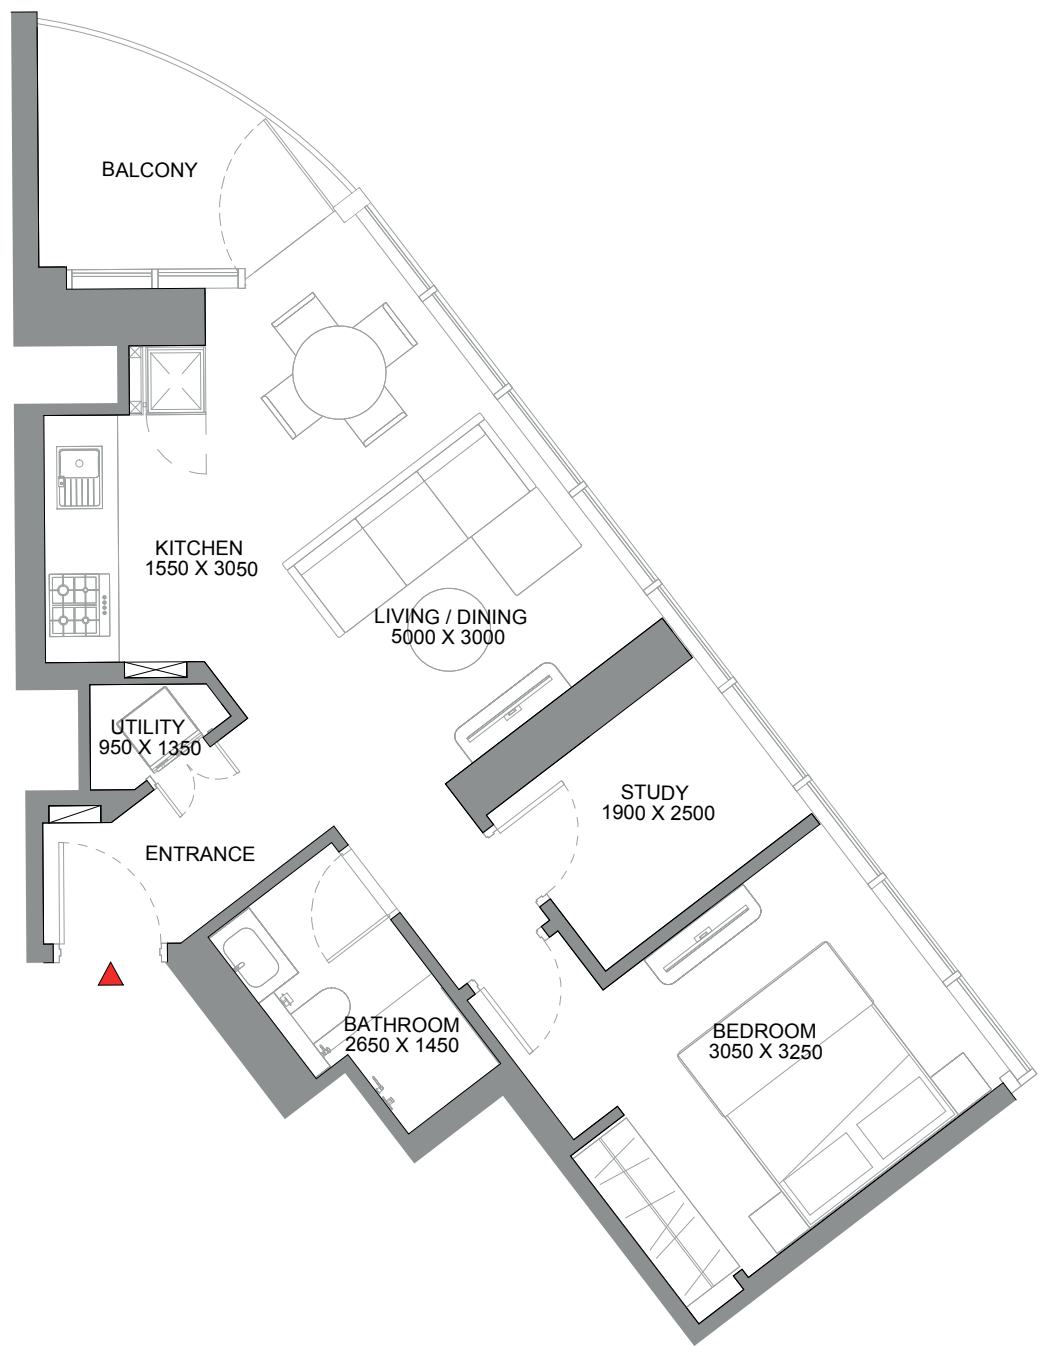 BALCONY
KITCHEN
1550 X 3050
LIVING / DINING
5000 X 3000
UTILITY
950 X 1350
STUDY
1900 X 2500
ENTRANCE
BATHROOM
2650 X 1450
BEDROOM
3050 X 3250